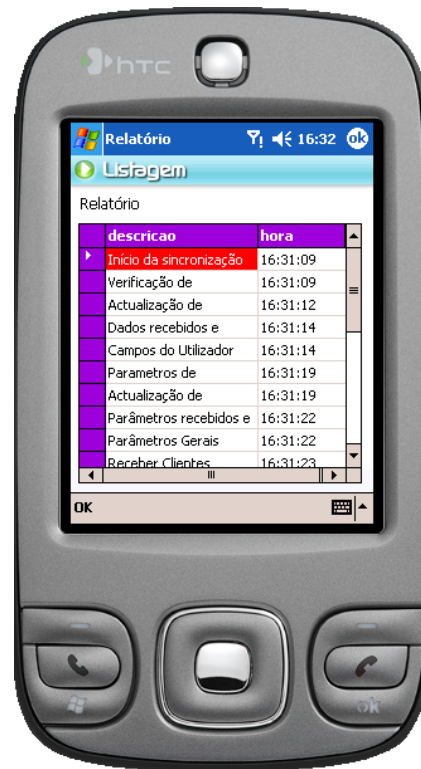 htc
Relatório 16:32 ok
Listagem
Relatório
descricao hora
Início da sincronização 16:31:09
Verificação de 16:31:09
Actualização de 16:31:12
Dados recebidos e 16:31:14
Campos do Utilizador 16:31:14
Parametros de 16:31:19
Actualização de 16:31:19
Parâmetros recebidos e 16:31:22
Parâmetros Gerais 16:31:22
Receber Clientes 16:31:23
OK
ok